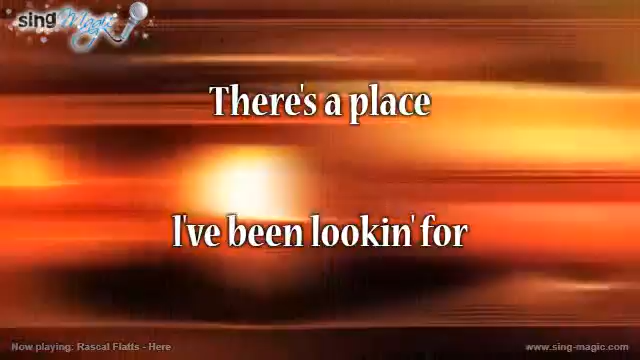 sing Magic
There's a place
I've been lookin' for
Now playing: Rascal Flatts - Here
www.sing-magic.com